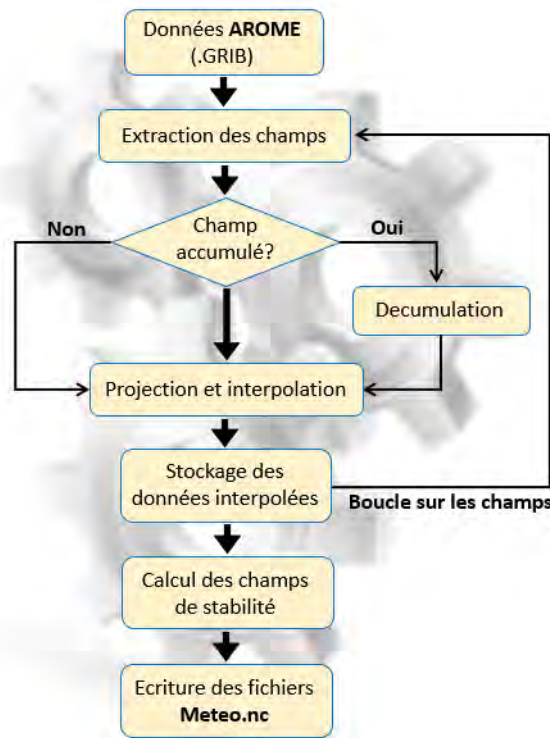 Données AROME
(.GRIB)
Extraction des champs
Non
Champ
accumulé?
Oui
Decumulation
Projection et interpolation
Stockage des
données interpolées
Boucle sur les champs
Calcul des champs
de stabilité
Ecriture des fichiers
Meteo.nc